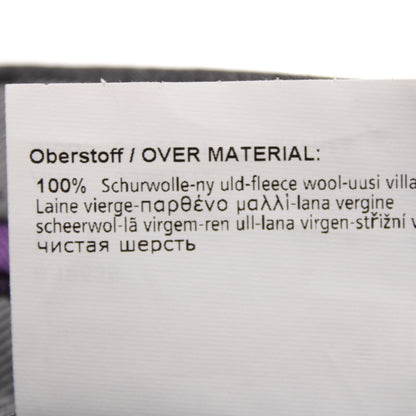 Oberstoff / OVER MATERIAL:
100% Schurwolle-ny uld-fleece wool-uusi villa
Laine vierge-παρθένο μαλλί-lana vergine
scheerwol-lã virgem-ren ull-lana virgen-střižní v
чистая шерсть